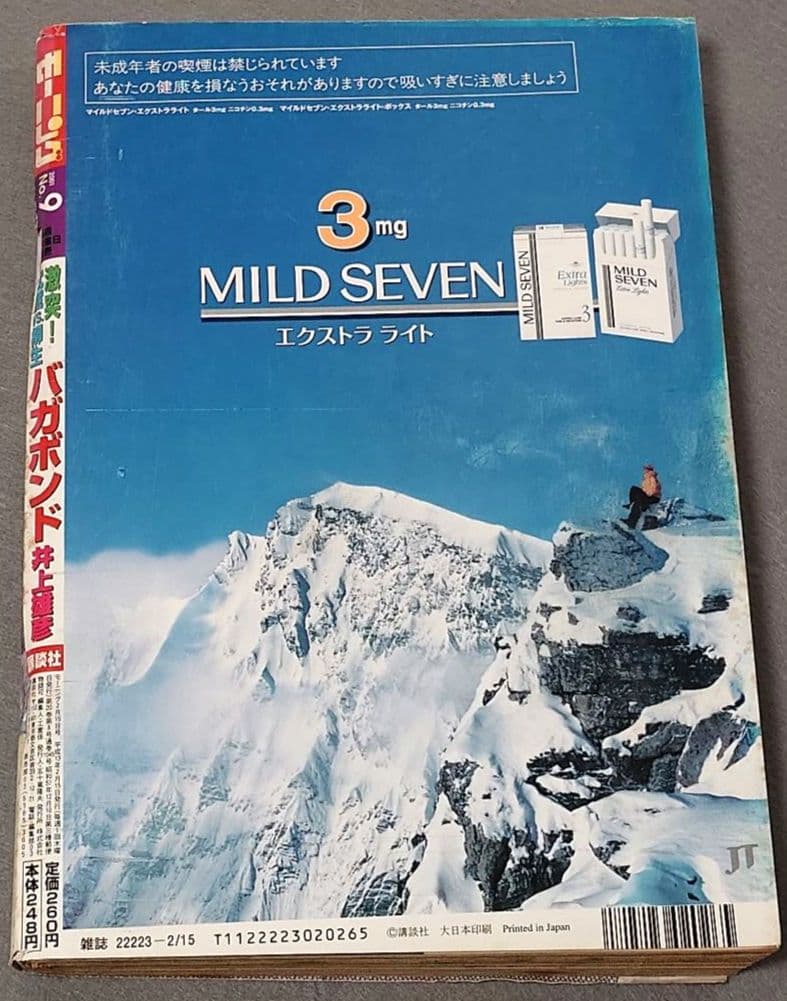 未成年者の喫煙は禁じられています
あなたの健康を損なうおそれがありますので吸いすぎに注意しましょう
マイルドセブン・エクストラライト タール3mg ニコチン0.3mg マイルドセブン・エクストラライト・ボックス タール3mg ニコチン0.3mg
3mg
MILD SEVEN
エクストラ ライト
MILD SEVEN
Extra Lights
3
MILD SEVEN
Extra Lights
JT
モーニング
2001 No.9
激突!
バガボンド
井上雄彦
講談社
定価260円
本体248円
雑誌 22223-2/15
T1122223020265
©講談社 大日本印刷 Printed in Japan